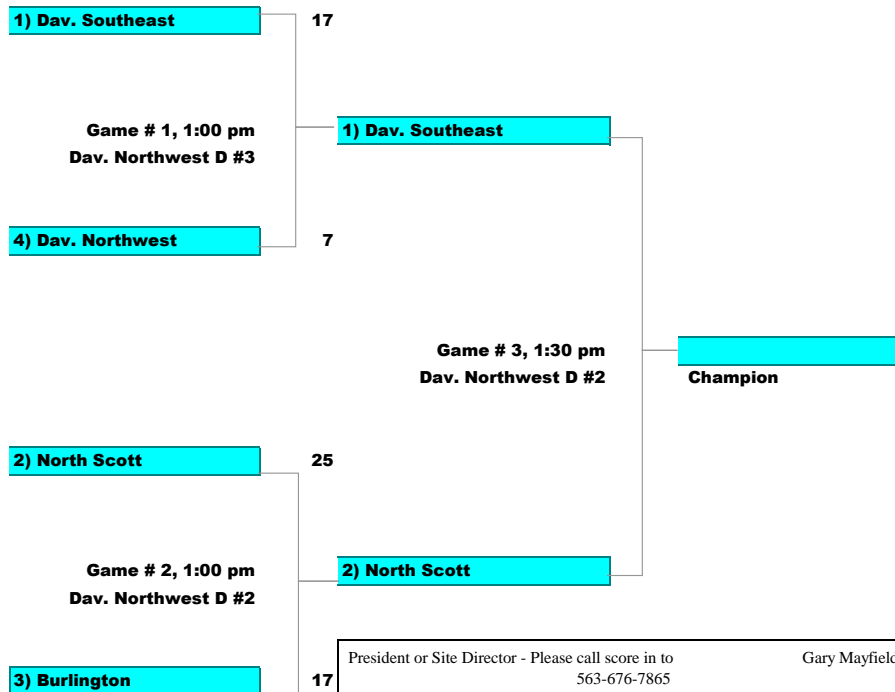 1) Dav. Southeast 17
Game # 1, 1:00 pm
1) Dav. Southeast
Dav. Northwest D #3
4) Dav. Northwest 7
Game # 3, 1:30 pm
Dav. Northwest D #2 Champion
2) North Scott 25
Game # 2, 1:00 pm
2) North Scott
Dav. Northwest D #2
President or Site Director - Please call score in to Gary Mayfield
563-676-7865
3) Burlington 17